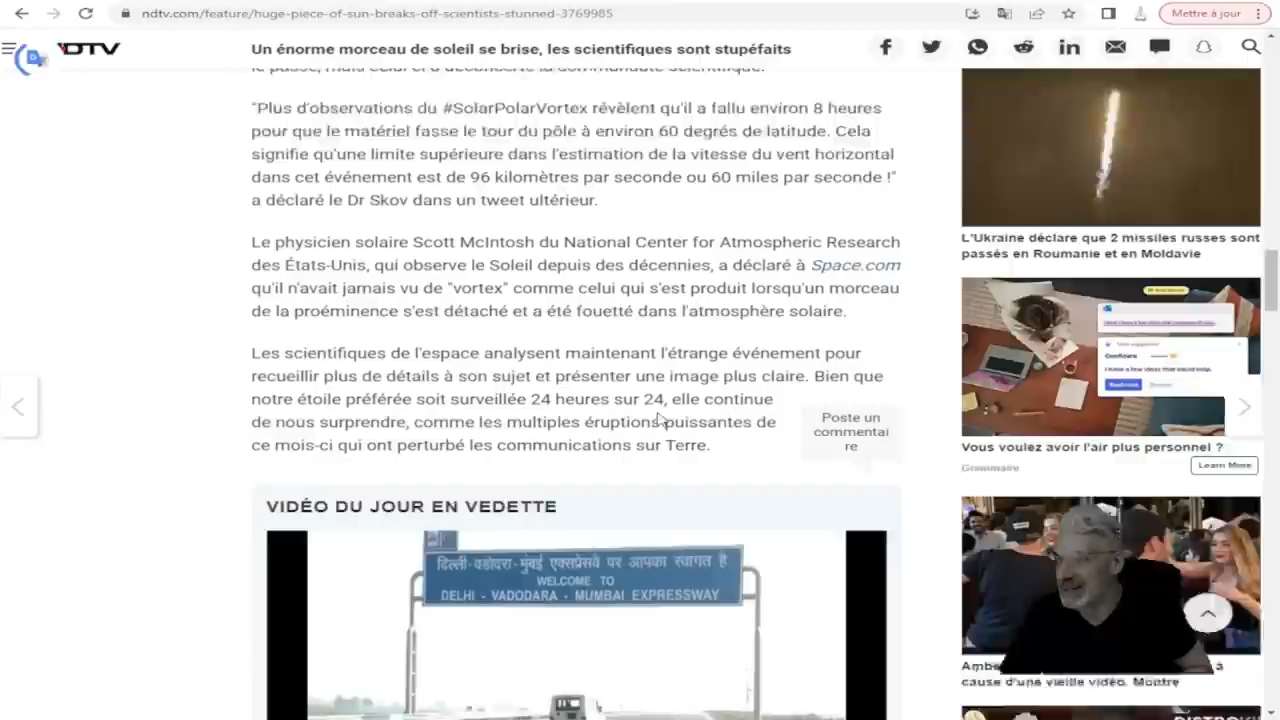 ndtv.com/feature/huge-piece-of-sun-breaks-off-scientists-stunned-3769985
Mettre à jour
NDTV
Un énorme morceau de soleil se brise, les scientifiques sont stupéfaits
"Plus d'observations du #SolarPolarVortex révèlent qu'il a fallu environ 8 heures
pour que le matériel fasse le tour du pôle à environ 60 degrés de latitude. Cela
signifie qu'une limite supérieure dans l'estimation de la vitesse du vent horizontal
dans cet événement est de 96 kilomètres par seconde ou 60 miles par seconde !"
a déclaré le Dr Skov dans un tweet ultérieur.
Le physicien solaire Scott McIntosh du National Center for Atmospheric Research
des États-Unis, qui observe le Soleil depuis des décennies, a déclaré à Space.com
qu'il n'avait jamais vu de "vortex" comme celui qui s'est produit lorsqu'un morceau
de la proéminence s'est détaché et a été fouetté dans l'atmosphère solaire.
Les scientifiques de l'espace analysent maintenant l'étrange événement pour
recueillir plus de détails sujet et présenter une image plus claire. Bien que
notre étoile préférée surveillée 24 heures sur 24, elle continue
de nous surprendre, comme les multiples éruptions puissantes de
ce mois-ci qui ont perturbé les communications sur Terre.
Poste un
commentai
re
VIDÉO DU JOUR EN VEDETTE
दिल्ली-वडोदरा-मुंबई एक्सप्रेसवे पर आपका स्वागत है
WELCOME TO
DELHI - VADODARA - MUMBAI EXPRESSWAY
L'Ukraine déclare que 2 missiles russes sont
passés en Roumanie et en Moldavie
Vous voulez avoir l'air plus personnel ?
Grammaire
Learn More
à
cause d'une vieille vidéo. Montre